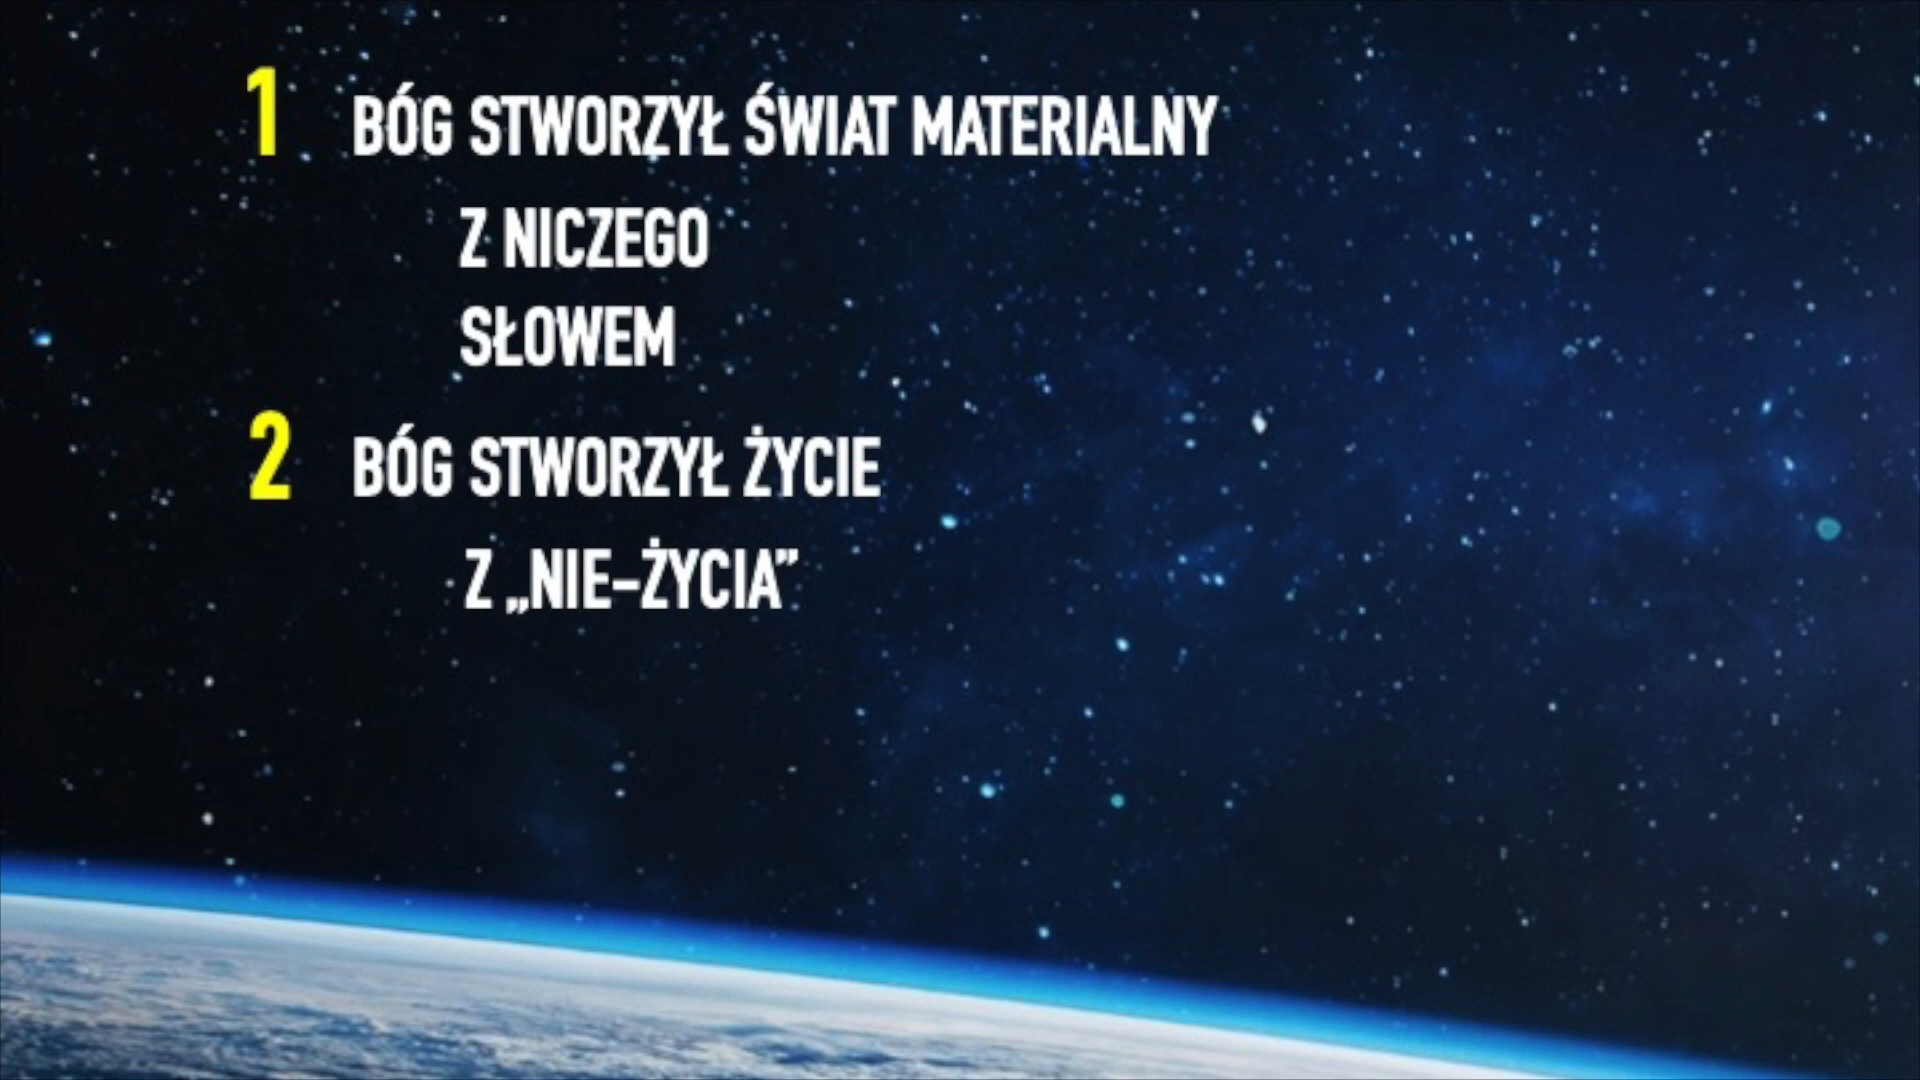 1 BÓG STWORZYŁ ŚWIAT MATERIALNY
Z NICZEGO
SŁOWEM
2 BÓG STWORZYŁ ŻYCIE
Z „NIE-ŻYCIA”